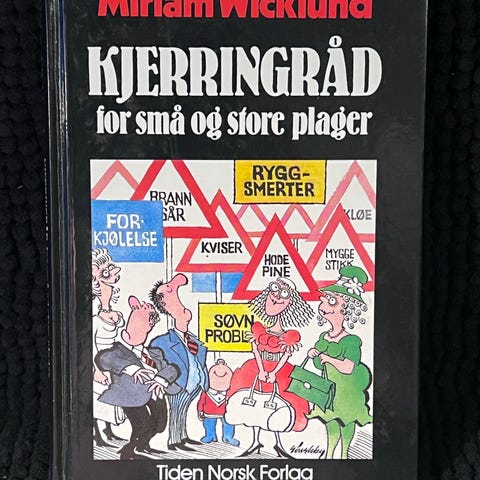 Miriam Wicklund
KJERRINGRÅD
for små og store plager
RYGG-
SMERTER
BRANN
SÅR
KLØE
FOR-
KJØLELSE
KVISER
HODE
PINE
MYGGE
STIKK
SØVN
PROBLE
Tiden Norsk Forlag